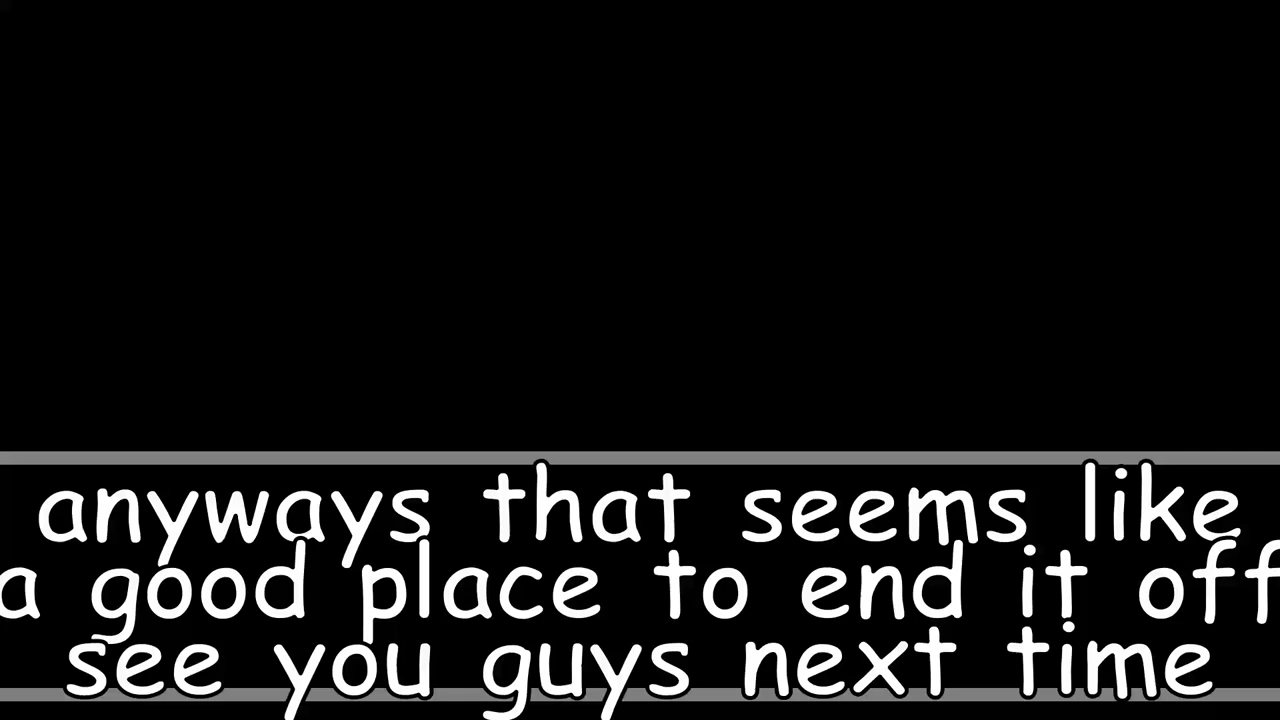 anyways that seems like
a good place to end it off
see you guys next time